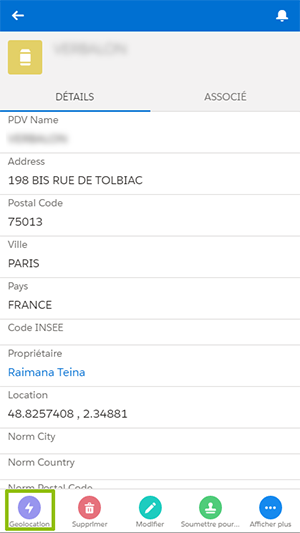 DÉTAILS ASSOCIÉ
PDV Name
Address
198 BIS RUE DE TOLBIAC
Postal Code
75013
Ville
PARIS
Pays
FRANCE
Code INSEE
Propriétaire
Raimana Teina
Location
48.8257408 , 2.34881
Norm City
Norm Country
Norm Postal Code
Geolocation Supprimer Modifier Soumettre pour... Afficher plus